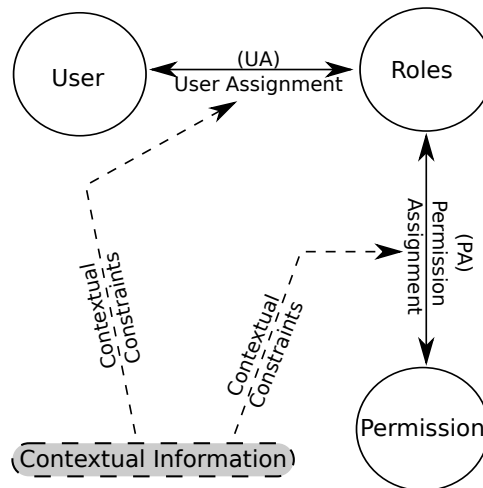 User
(UA)
User Assignment
Roles
(PA)
Permission
Assignment
Contextual
Constraints
Contextual
Constraints
Permission
Contextual Information